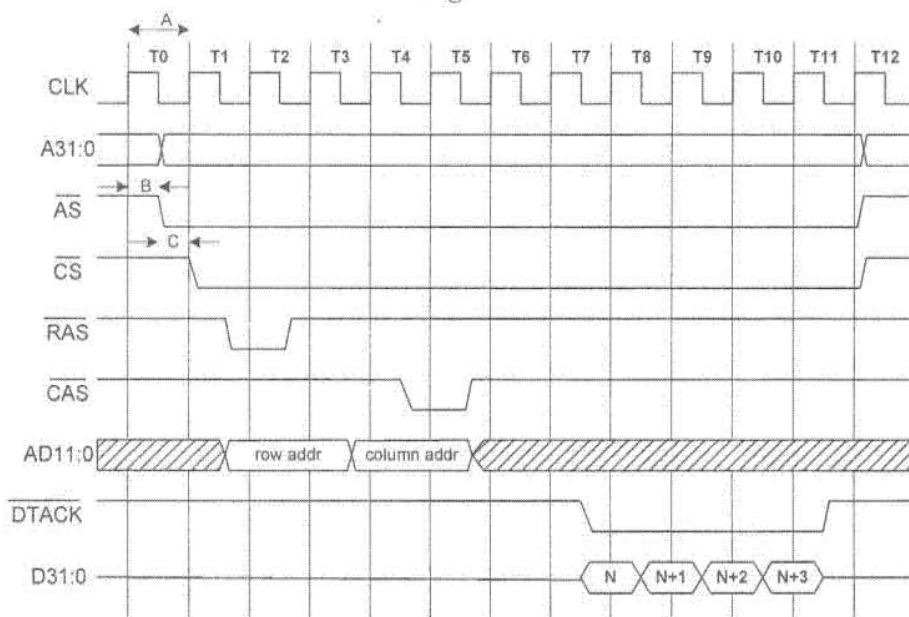 A
T0 T1 T2 T3 T4 T5 T6 T7 T8 T9 T10 T11 T12
CLK
A31:0
B
AS
C
CS
RAS
CAS
AD11:0 row addr column addr
DTACK
D31:0 N N+1 N+2 N+3